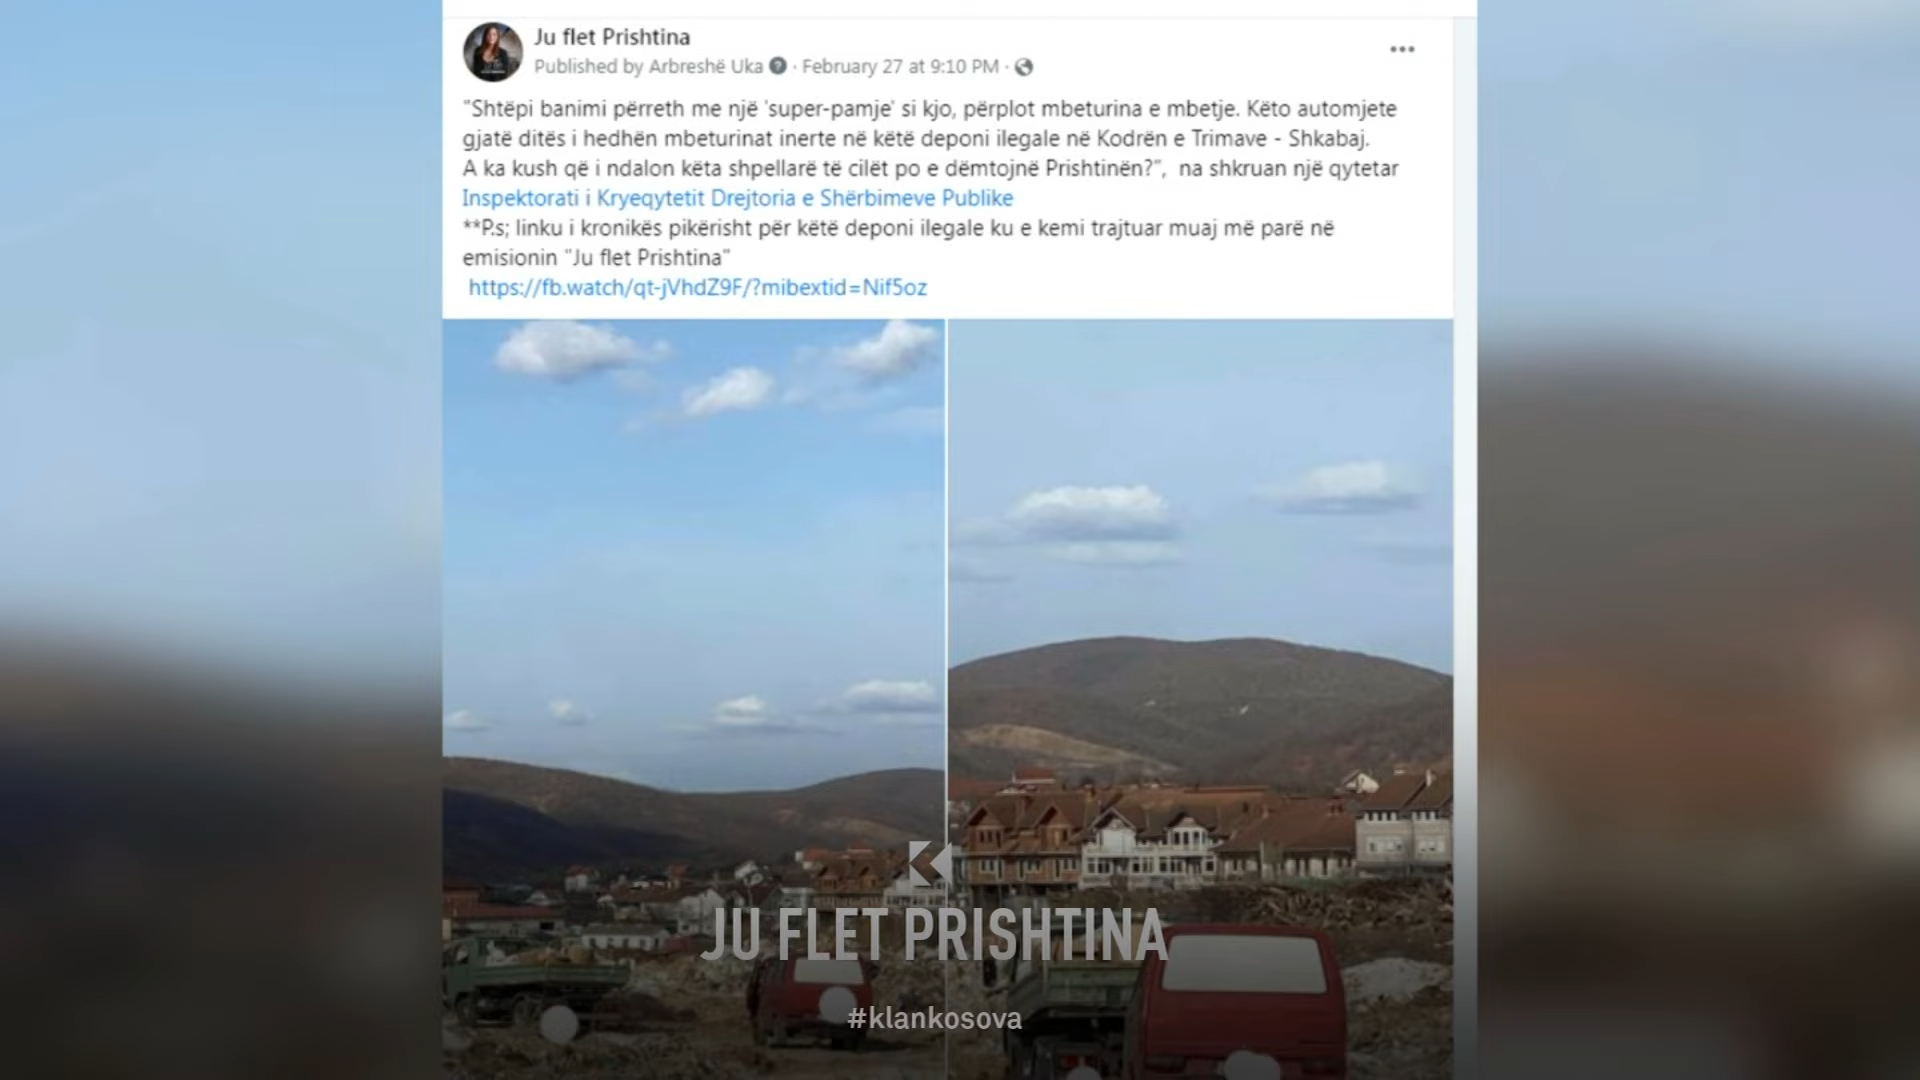 Ju flet Prishtina
Published by Arbreshë Uka · February 27 at 9:10 PM ·
"Shtëpi banimi përreth me një 'super-pamje' si kjo, përplot mbeturina e mbetje. Këto automjete
gjatë ditës i hedhën mbeturinat inerte në këtë deponi ilegale në Kodrën e Trimave - Shkabaj.
A ka kush që i ndalon këta shpellarë të cilët po e dëmtojnë Prishtinën?", na shkruan një qytetar
Inspektorati i Kryeqytetit Drejtoria e Shërbimeve Publike
**P.s; linku i kronikës pikërisht për këtë deponi ilegale ku e kemi trajtuar muaj më parë në
emisionin "Ju flet Prishtina"
https://fb.watch/qt-jVhdZ9F/?mibextid=Nif5oz
JU FLET PRISHTINA
#klankosova